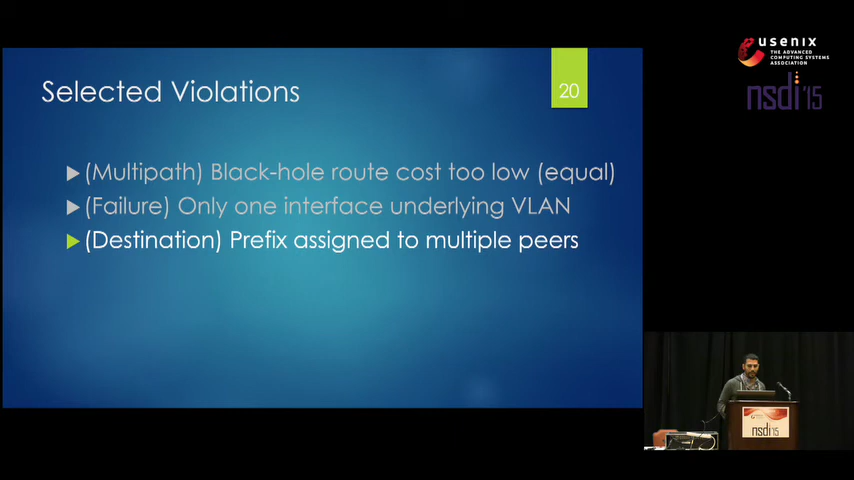 Selected Violations
20
(Multipath) Black-hole route cost too low (equal)
(Failure) Only one interface underlying VLAN
(Destination) Prefix assigned to multiple peers
usenix
THE ADVANCED
COMPUTING SYSTEMS
ASSOCIATION
nsdi '15
nsdi'15